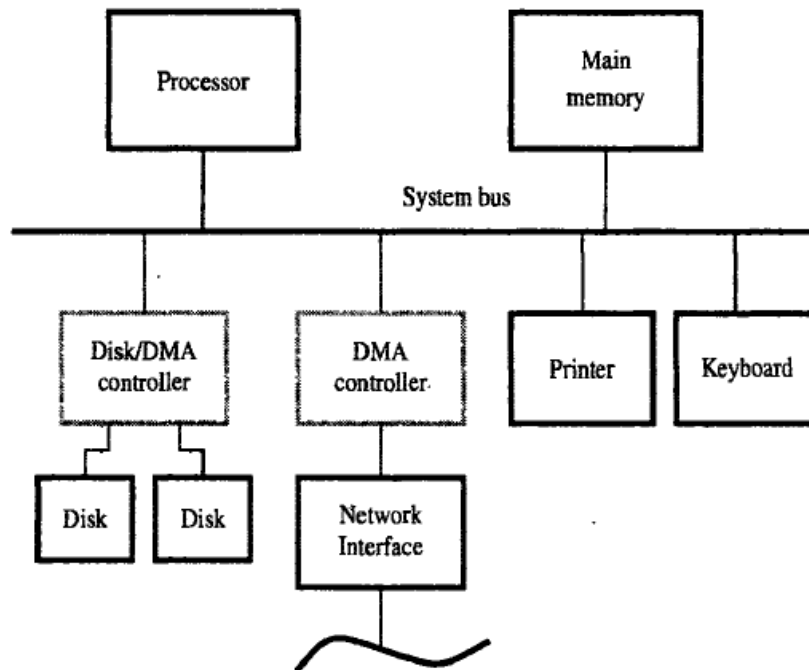 Processor
Main
memory
System bus
Disk/DMA
controller
DMA
controller
Printer
Keyboard
Disk
Disk
Network
Interface